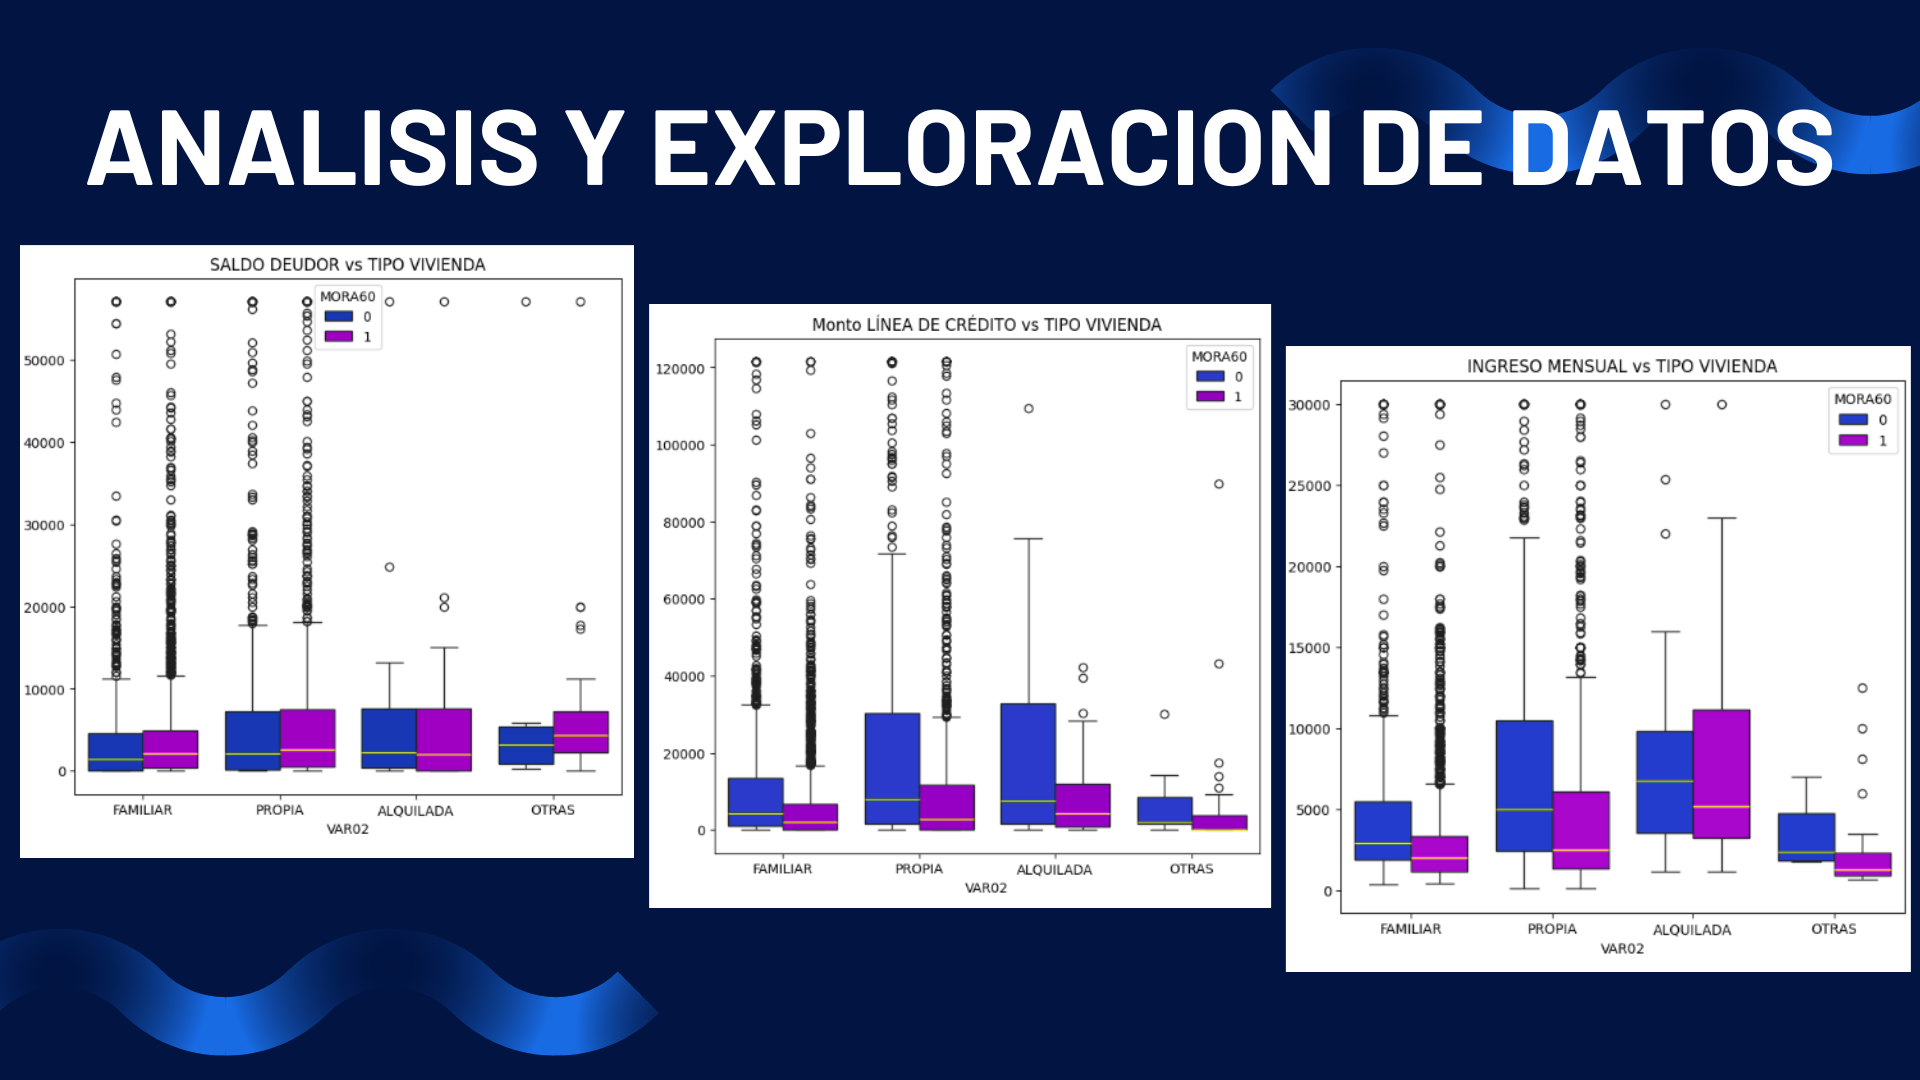 ANALISIS Y EXPLORACION DE DATOS
SALDO DEUDOR vs TIPO VIVIENDA
MORA60
0
1
50000
40000
30000
20000
10000
0
FAMILIAR PROPIA ALQUILADA OTRAS
VAR02
Monto LÍNEA DE CRÉDITO vs TIPO VIVIENDA
MORA60
0
1
120000
100000
80000
60000
40000
20000
0
FAMILIAR PROPIA ALQUILADA OTRAS
VAR02
INGRESO MENSUAL vs TIPO VIVIENDA
MORA60
0
1
30000
25000
20000
15000
10000
5000
0
FAMILIAR PROPIA ALQUILADA OTRAS
VAR02